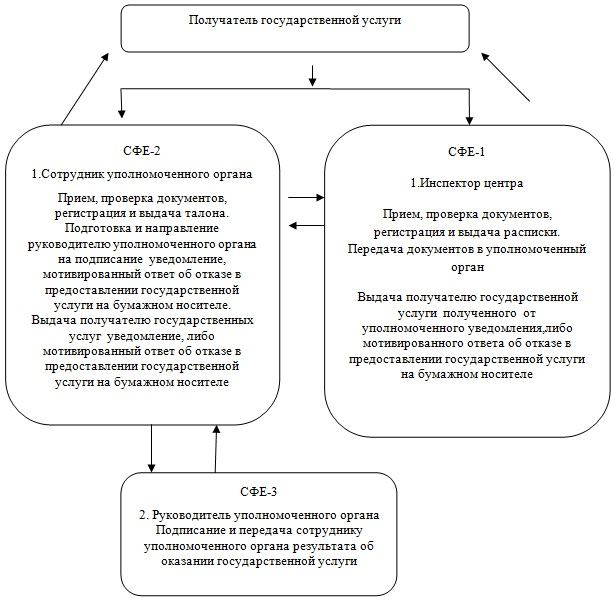 Получатель государственной услуги
СФЕ-2
1.Сотрудник уполномоченного органа
Прием, проверка документов,
регистрация и выдача талона.
Подготовка и направление
руководителю уполномоченного органа
на подписание уведомление,
мотивированный ответ об отказе в
предоставлении государственной
услуги на бумажном носителе.
Выдача получателю государственных
услуг уведомление, либо
мотивированный ответ об отказе в
предоставлении государственной
услуги на бумажном носителе
СФЕ-1
1.Инспектор центра
Прием, проверка документов,
регистрация и выдача расписки.
Передача документов в уполномоченный
орган
Выдача получателю государственной
услуги полученного от
уполномоченного уведомления,либо
мотивированного ответа об отказе в
предоставлении государственной услуги
на бумажном носителе
СФЕ-3
2. Руководитель уполномоченного органа
Подписание и передача сотруднику
уполномоченного органа результата об
оказании государственной услуги